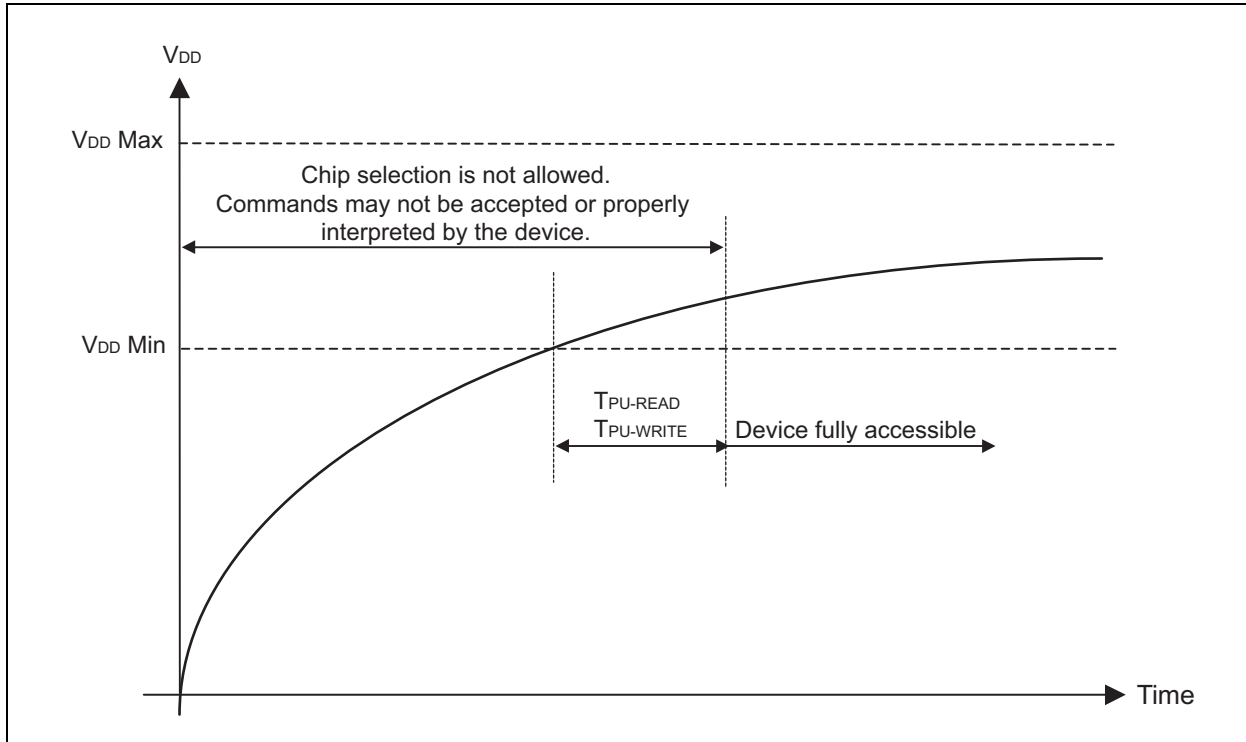 VDD
VDD Max
Chip selection is not allowed.
Commands may not be accepted or properly
interpreted by the device.
VDD Min
TPU-READ
TPU-WRITE
Device fully accessible
Time